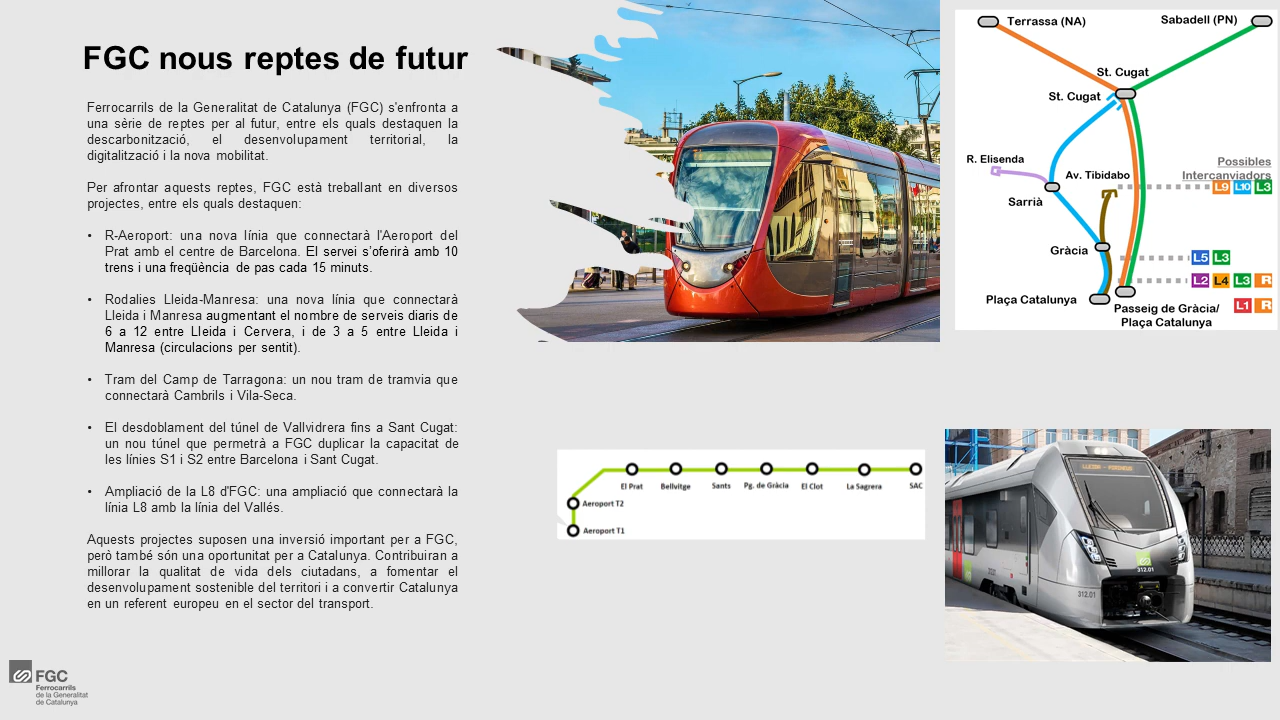 FGC nous reptes de futur
Ferrocarrils de la Generalitat de Catalunya (FGC) s'enfronta a
una sèrie de reptes per al futur, entre els quals destaquen la
descarbonització, el desenvolupament territorial, la
digitalització i la nova mobilitat.
Per afrontar aquests reptes, FGC està treballant en diversos
projectes, entre els quals destaquen:
• R-Aeroport: una nova línia que connectarà l'Aeroport del
Prat amb el centre de Barcelona. El servei s'oferirà amb 10
trens i una freqüència de pas cada 15 minuts.
• Rodalies Lleida-Manresa: una nova línia que connectarà
Lleida i Manresa augmentant el nombre de serveis diaris de
6 a 12 entre Lleida i Cervera, i de 3 a 5 entre Lleida i
Manresa (circulacions per sentit).
• Tram del Camp de Tarragona: un nou tram de tramvia que
connectarà Cambrils i Vila-Seca.
• El desdoblament del túnel de Vallvidrera fins a Sant Cugat:
un nou túnel que permetrà a FGC duplicar la capacitat de
les línies S1 i S2 entre Barcelona i Sant Cugat.
• Ampliació de la L8 d'FGC: una ampliació que connectarà la
línia L8 amb la línia del Vallés.
Aquests projectes suposen una inversió important per a FGC,
però també són una oportunitat per a Catalunya. Contribuiran a
millorar la qualitat de vida dels ciutadans, a fomentar el
desenvolupament sostenible del territori i a convertir Catalunya
en un referent europeu en el sector del transport.
FGC
Ferrocarrils
de la Generalitat
de Catalunya
Terrassa (NA)
Sabadell (PN)
St. Cugat
St. Cugat
R. Elisenda
Av. Tibidabo
Possibles
Intercanviadors
L9 L10 L3
Sarrià
Gràcia
L5 L3
L2 L4 L3 R
Plaça Catalunya
Passeig de Gràcia/
Plaça Catalunya
L1 R
El Prat
Bellvitge
Sants
Pg. de Gràcia
El Clot
La Sagrera
SAC
Aeroport T2
Aeroport T1
312.01
312.01